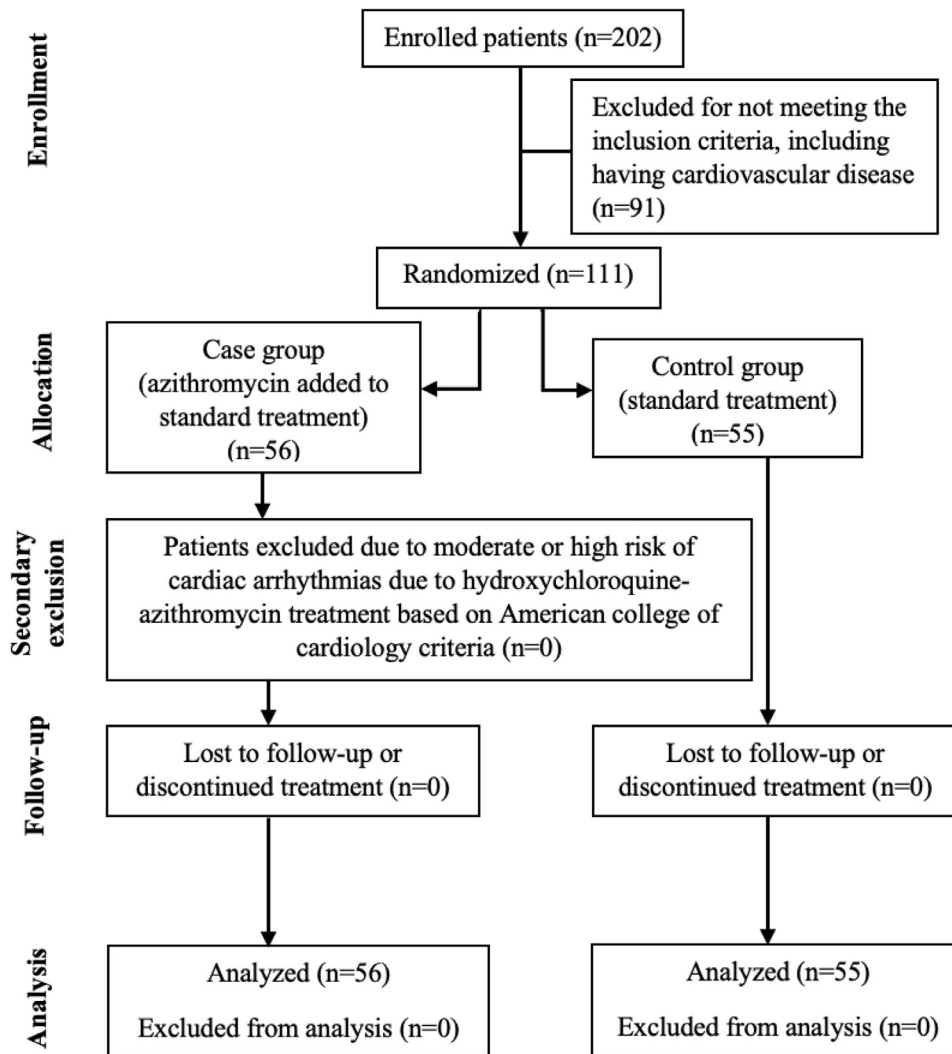 Enrollment
Enrolled patients (n=202)
Excluded for not meeting the
inclusion criteria, including
having cardiovascular disease
(n=91)
Randomized (n=111)
Allocation
Case group
(azithromycin added to
standard treatment)
(n=56)
Control group
(standard treatment)
(n=55)
Secondary
exclusion
Patients excluded due to moderate or high risk of
cardiac arrhythmias due to hydroxychloroquine-
azithromycin treatment based on American college of
cardiology criteria (n=0)
Follow-up
Lost to follow-up or
discontinued treatment (n=0)
Lost to follow-up or
discontinued treatment (n=0)
Analysis
Analyzed (n=56)
Excluded from analysis (n=0)
Analyzed (n=55)
Excluded from analysis (n=0)